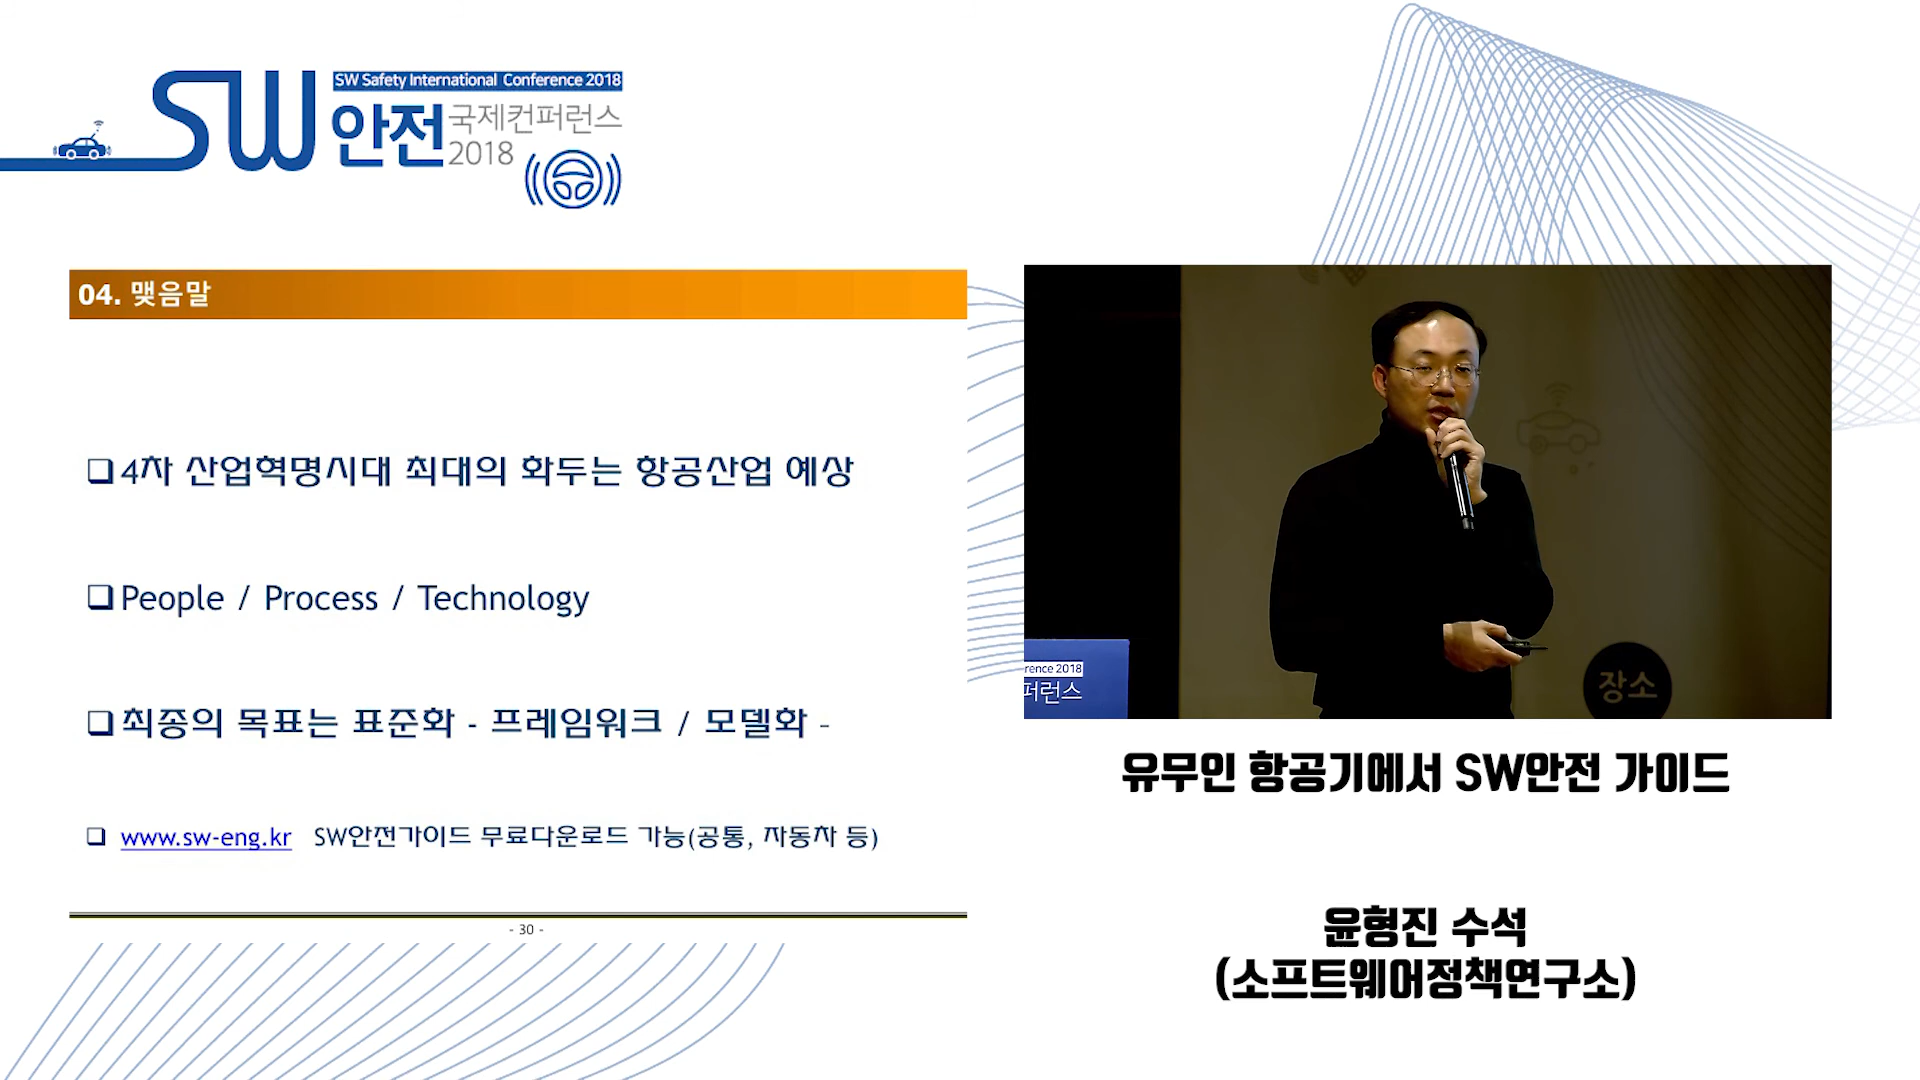 SW
SW Safety International Conference 2018
안전
국제컨퍼런스
2018
04. 맺음말
❑ 4차 산업혁명시대 최대의 화두는 항공산업 예상
❑ People / Process / Technology
❑ 최종의 목표는 표준화 - 프레임워크 / 모델화 -
❑ www.sw-eng.kr SW안전가이드 무료다운로드 가능(공통, 자동차 등)
- 30 -
rence 2018
퍼런스
장소
유무인 항공기에서 SW안전 가이드
윤형진 수석
(소프트웨어정책연구소)